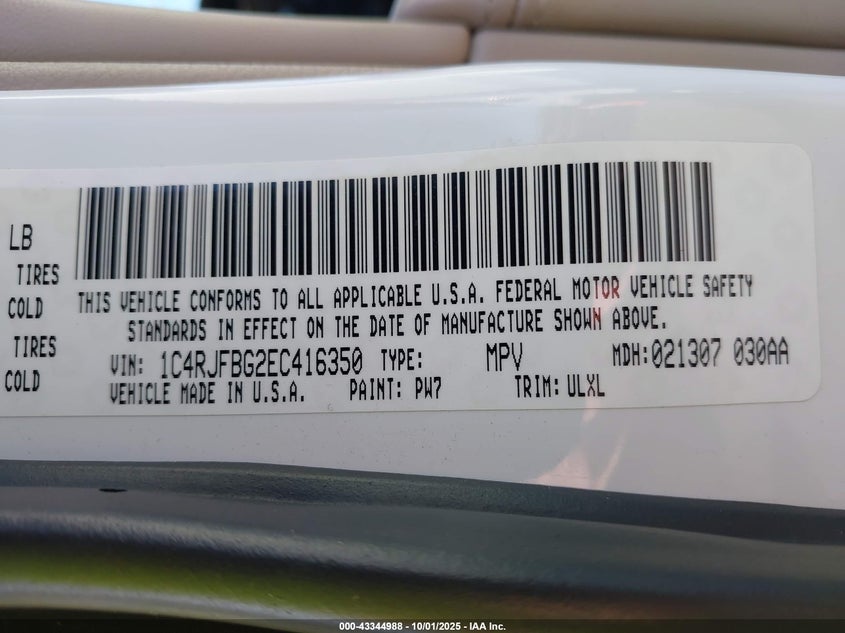 LB
TIRES
COLD
TIRES
COLD
THIS VEHICLE CONFORMS TO ALL APPLICABLE U.S.A. FEDERAL MOTOR VEHICLE SAFETY
STANDARDS IN EFFECT ON THE DATE OF MANUFACTURE SHOWN ABOVE.
VIN: 1C4RJFBG2EC416350 TYPE: MPV MDH:021307 030AA
VEHICLE MADE IN U.S.A. PAINT: PW7 TRIM: ULXL
000-43344988 - 10/01/2025 - IAA Inc.